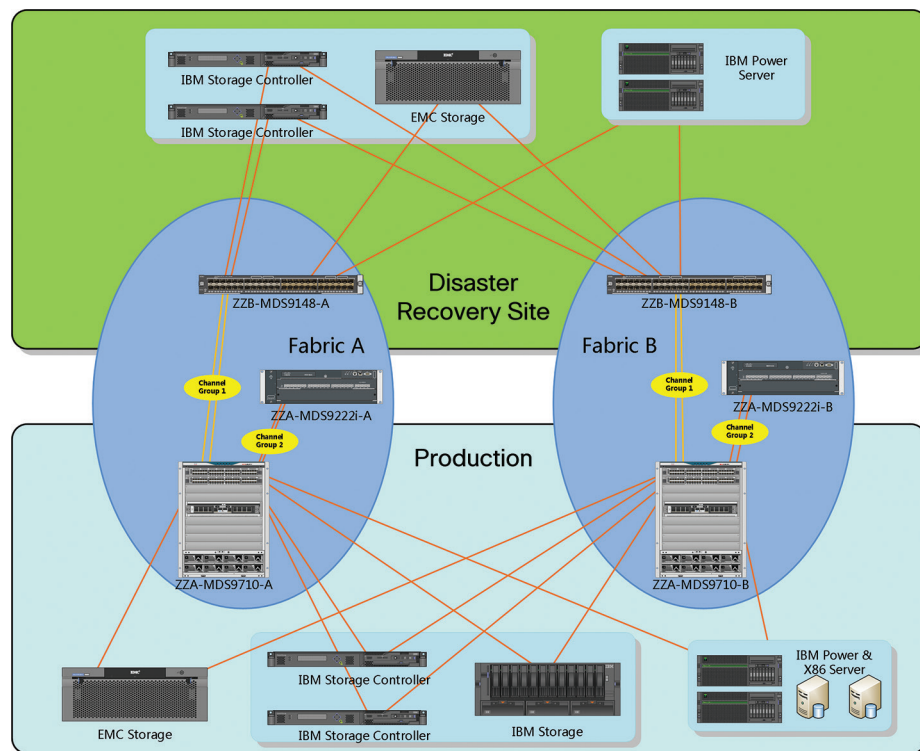 IBM Storage Controller
IBM Storage Controller
EMC²
EMC Storage
IBM Power
Server
ZZB-MDS9148-A
Disaster
Recovery Site
ZZB-MDS9148-B
Fabric A
Fabric B
Channel
Group 1
Channel
Group 1
ZZA-MDS9222i-A
ZZA-MDS9222i-B
Channel
Group 2
Channel
Group 2
Production
ZZA-MDS9710-A
ZZA-MDS9710-B
EMC²
EMC Storage
IBM Storage Controller
IBM Storage Controller
IBM Storage
IBM Power &
X86 Server